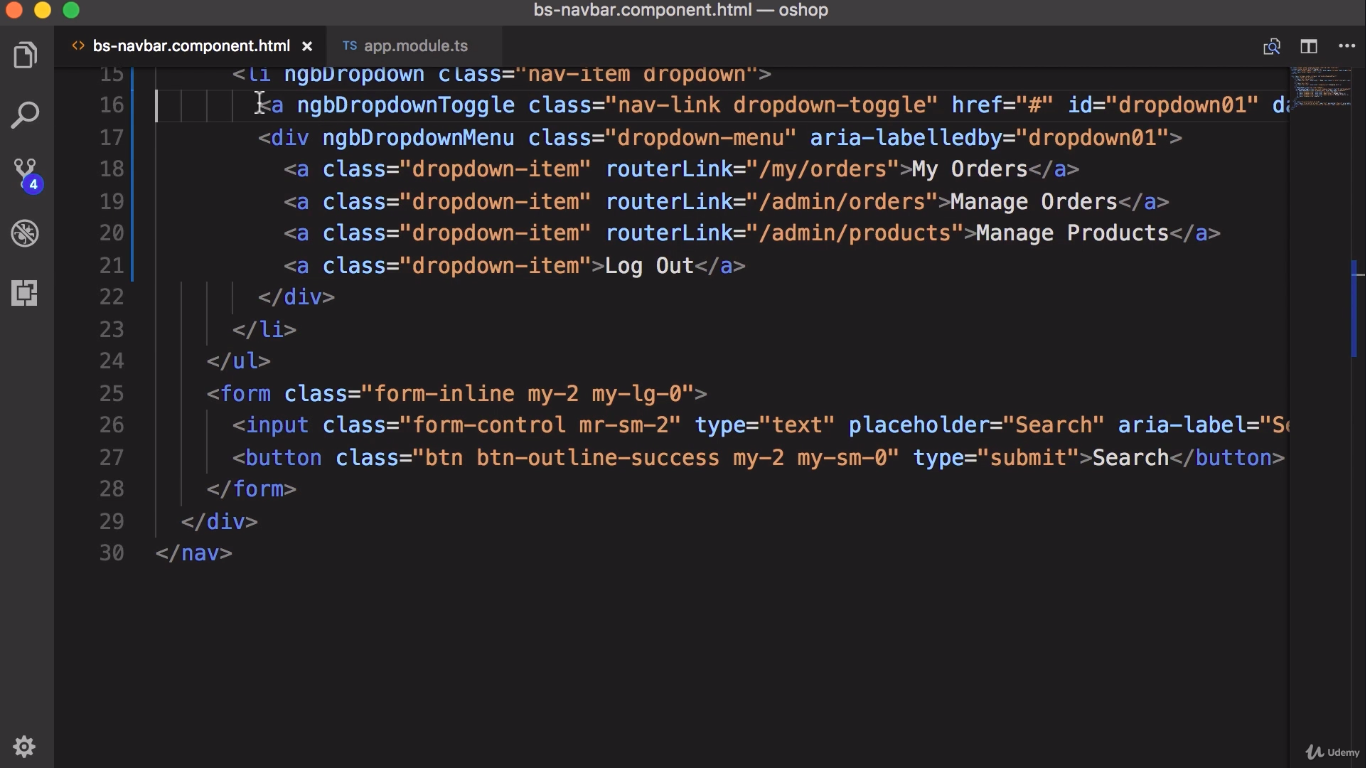 bs-navbar.component.html — oshop
<> bs-navbar.component.html × TS app.module.ts
15 <li ngbDropdown class="nav-item dropdown">
16 <a ngbDropdownToggle class="nav-link dropdown-toggle" href="#" id="dropdown01" da
17 <div ngbDropdownMenu class="dropdown-menu" aria-labelledby="dropdown01">
18 <a class="dropdown-item" routerLink="/my/orders">My Orders</a>
19 <a class="dropdown-item" routerLink="/admin/orders">Manage Orders</a>
20 <a class="dropdown-item" routerLink="/admin/products">Manage Products</a>
21 <a class="dropdown-item">Log Out</a>
22 </div>
23 </li>
24 </ul>
25 <form class="form-inline my-2 my-lg-0">
26 <input class="form-control mr-sm-2" type="text" placeholder="Search" aria-label="Se
27 <button class="btn btn-outline-success my-2 my-sm-0" type="submit">Search</button>
28 </form>
29 </div>
30 </nav>
4
Udemy